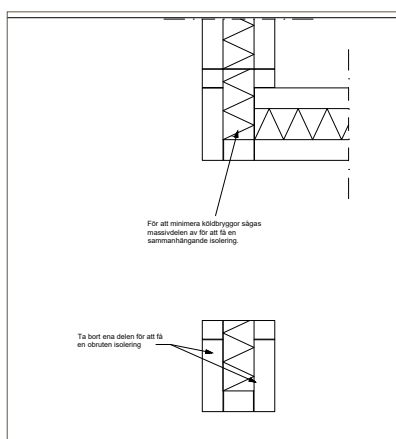 För att minimera köldbryggor sågas
massivdelen av för att få en
sammanhängande isolering.
Ta bort ena delen för att få
en obruten isolering